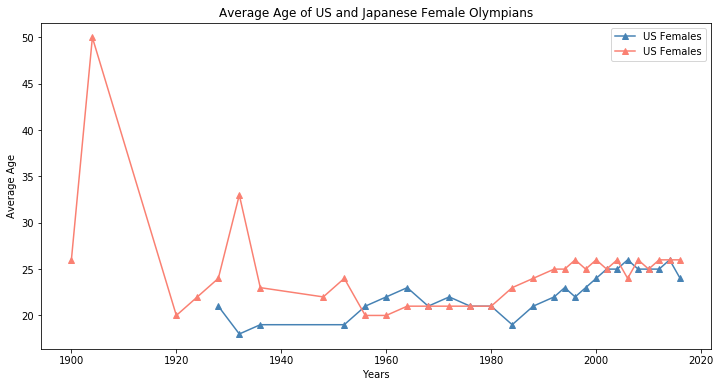 Average Age of US and Japanese Female Olympians
US Females
US Females
50
45
40
35
30
25
20
Average Age
1900
1920
1940
1960
1980
2000
2020
Years